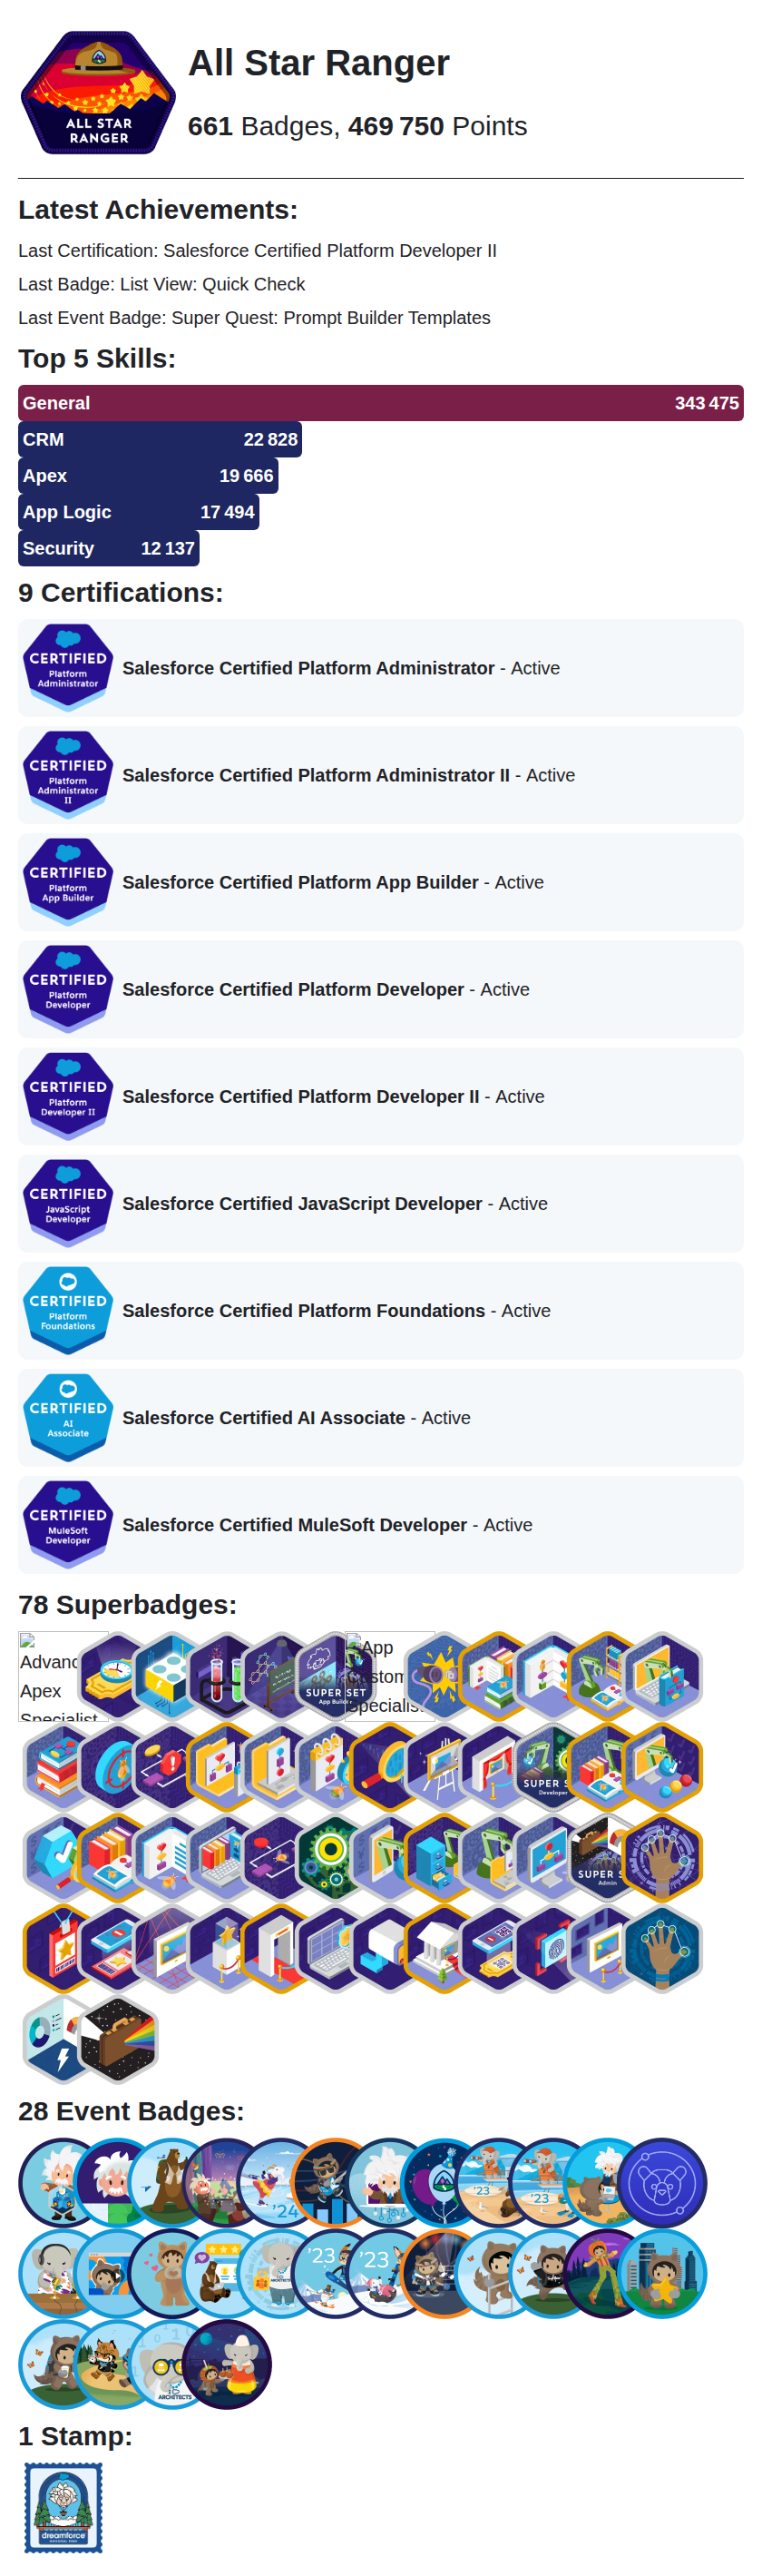 ALL STAR
RANGER
All Star Ranger
661 Badges, 469 750 Points
Latest Achievements:
Last Certification: Salesforce Certified Platform Developer II
Last Badge: List View: Quick Check
Last Event Badge: Super Quest: Prompt Builder Templates
Top 5 Skills:
General 343 475
CRM 22 828
Apex 19 666
App Logic 17 494
Security 12 137
9 Certifications:
CERTIFIED
Platform
Administrator
Salesforce Certified Platform Administrator - Active
CERTIFIED
Platform
Administrator
II
Salesforce Certified Platform Administrator II - Active
CERTIFIED
Platform
App Builder
Salesforce Certified Platform App Builder - Active
CERTIFIED
Platform
Developer
Salesforce Certified Platform Developer - Active
CERTIFIED
Platform
Developer II
Salesforce Certified Platform Developer II - Active
CERTIFIED
JavaScript
Developer
Salesforce Certified JavaScript Developer - Active
CERTIFIED
Platform
Foundations
Salesforce Certified Platform Foundations - Active
CERTIFIED
AI
Associate
Salesforce Certified AI Associate - Active
CERTIFIED
MuleSoft
Developer
Salesforce Certified MuleSoft Developer - Active
78 Superbadges:
Apex
SUPER SET
App
SUPER
Developer
SUPER
Admin
28 Event Badges:
'24
'23
'23
'23
'23
ARCHITECTS
1 Stamp:
dreamforce